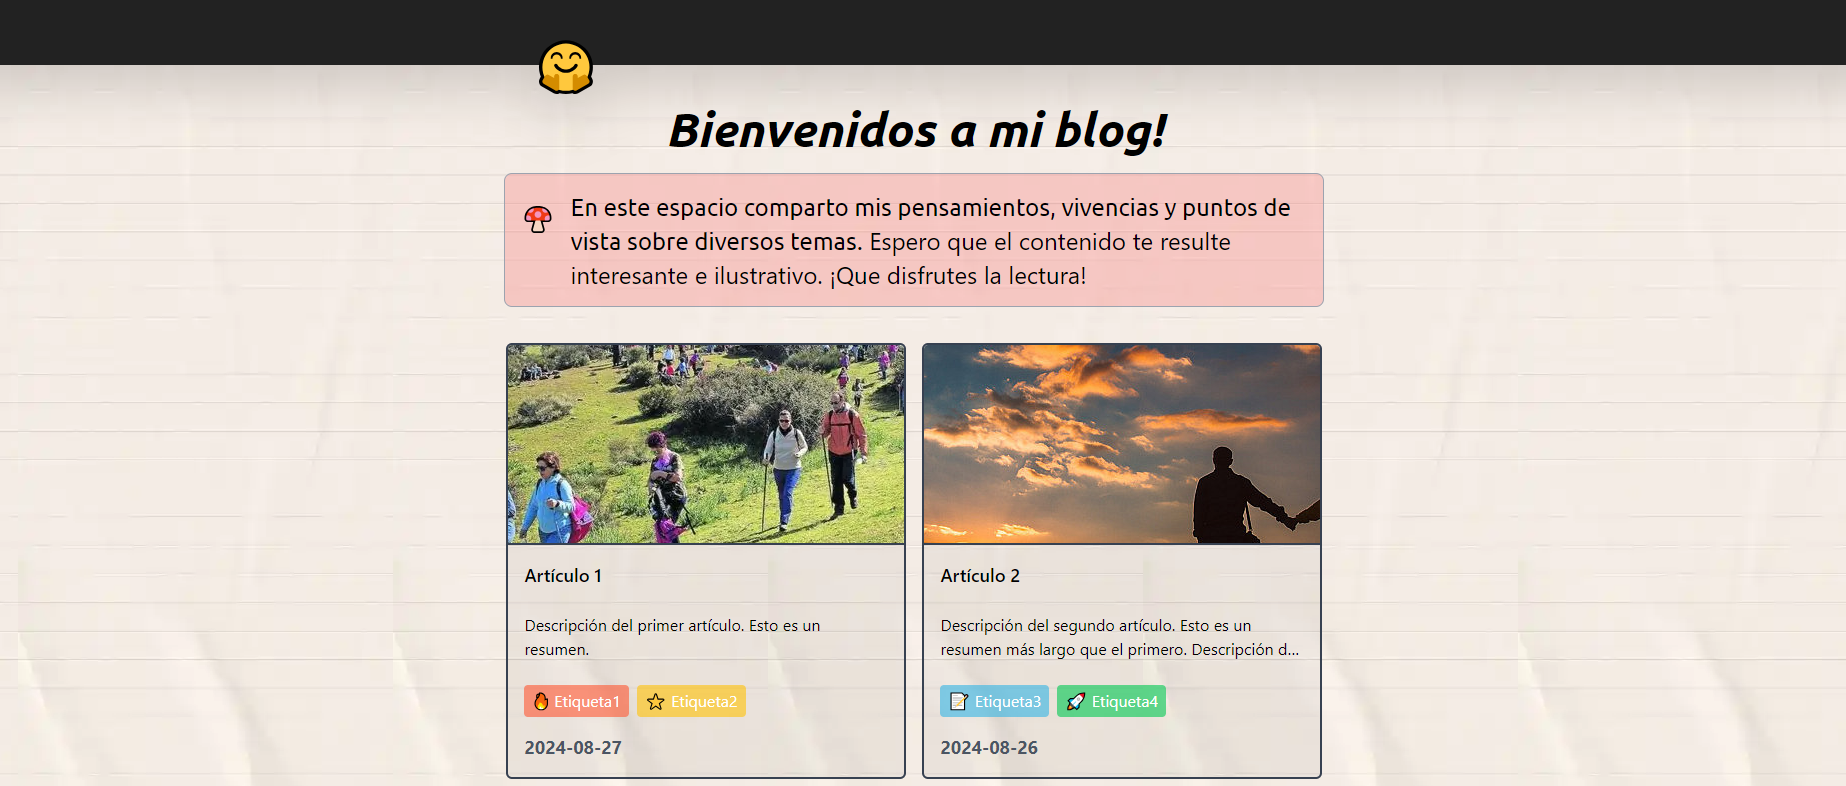 Bienvenidos a mi blog!
En este espacio comparto mis pensamientos, vivencias y puntos de
vista sobre diversos temas. Espero que el contenido te resulte
interesante e ilustrativo. ¡Que disfrutes la lectura!
Artículo 1
Descripción del primer artículo. Esto es un
resumen.
Etiqueta1 Etiqueta2
2024-08-27
Artículo 2
Descripción del segundo artículo. Esto es un
resumen más largo que el primero. Descripción d...
Etiqueta3 Etiqueta4
2024-08-26